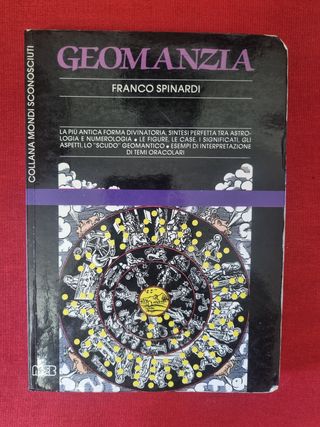 GEOMANZIA
FRANCO SPINARDI
LA PIÙ ANTICA FORMA DIVINATORIA, SINTESI PERFETTA TRA ASTRO-
LOGIA E NUMEROLOGIA • LE FIGURE, LE CASE, I SIGNIFICATI, GLI
ASPETTI, LO "SCUDO" GEOMANTICO • ESEMPI DI INTERPRETAZIONE
DI TEMI ORACOLARI
COLLANA MONDI SCONOSCIUTI
MEB